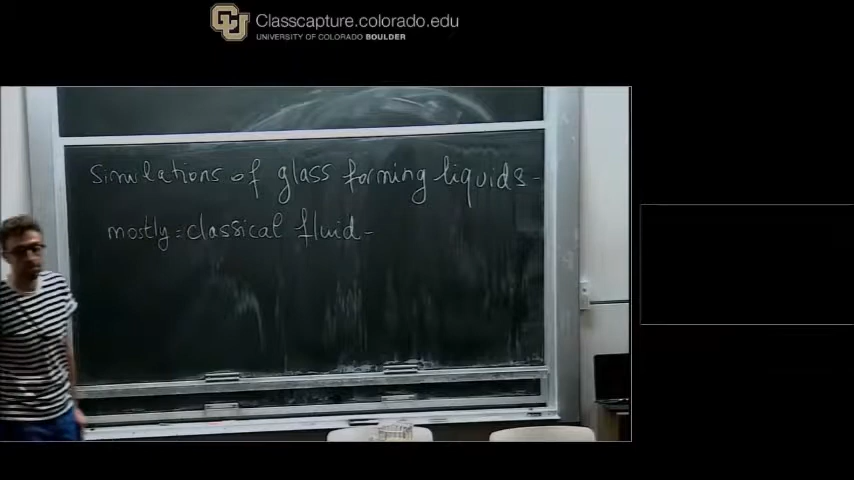 Classcapture.colorado.edu
UNIVERSITY OF COLORADO BOULDER
Simulations of glass forming liquids -
mostly = classical fluid -